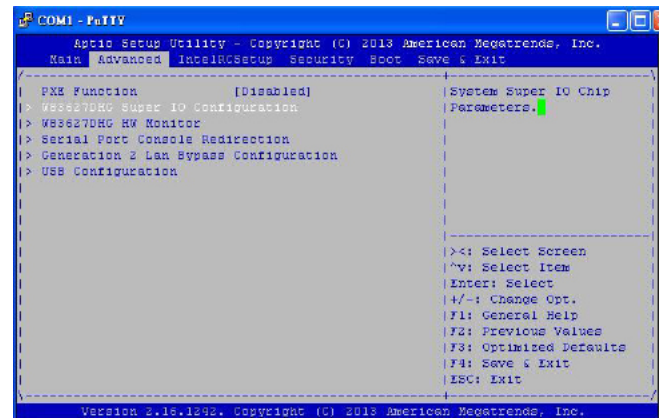 COM1 - PuTTY
Aptio Setup Utility - Copyright (C) 2013 American Megatrends, Inc.
Main Advanced IntelRCSetup Security Boot Save & Exit
PXE Function [Disabled]
> W83627DHG Super IO Configuration
> W83627DHG HW Monitor
> Serial Port Console Redirection
> Generation 2 Lan Bypass Configuration
> USB Configuration
System Super IO Chip
Parameters.
><: Select Screen
^v: Select Item
Enter: Select
+/-: Change Opt.
F1: General Help
F2: Previous Values
F3: Optimized Defaults
F4: Save & Exit
ESC: Exit
Version 2.16.1242. Copyright (C) 2013 American Megatrends, Inc.